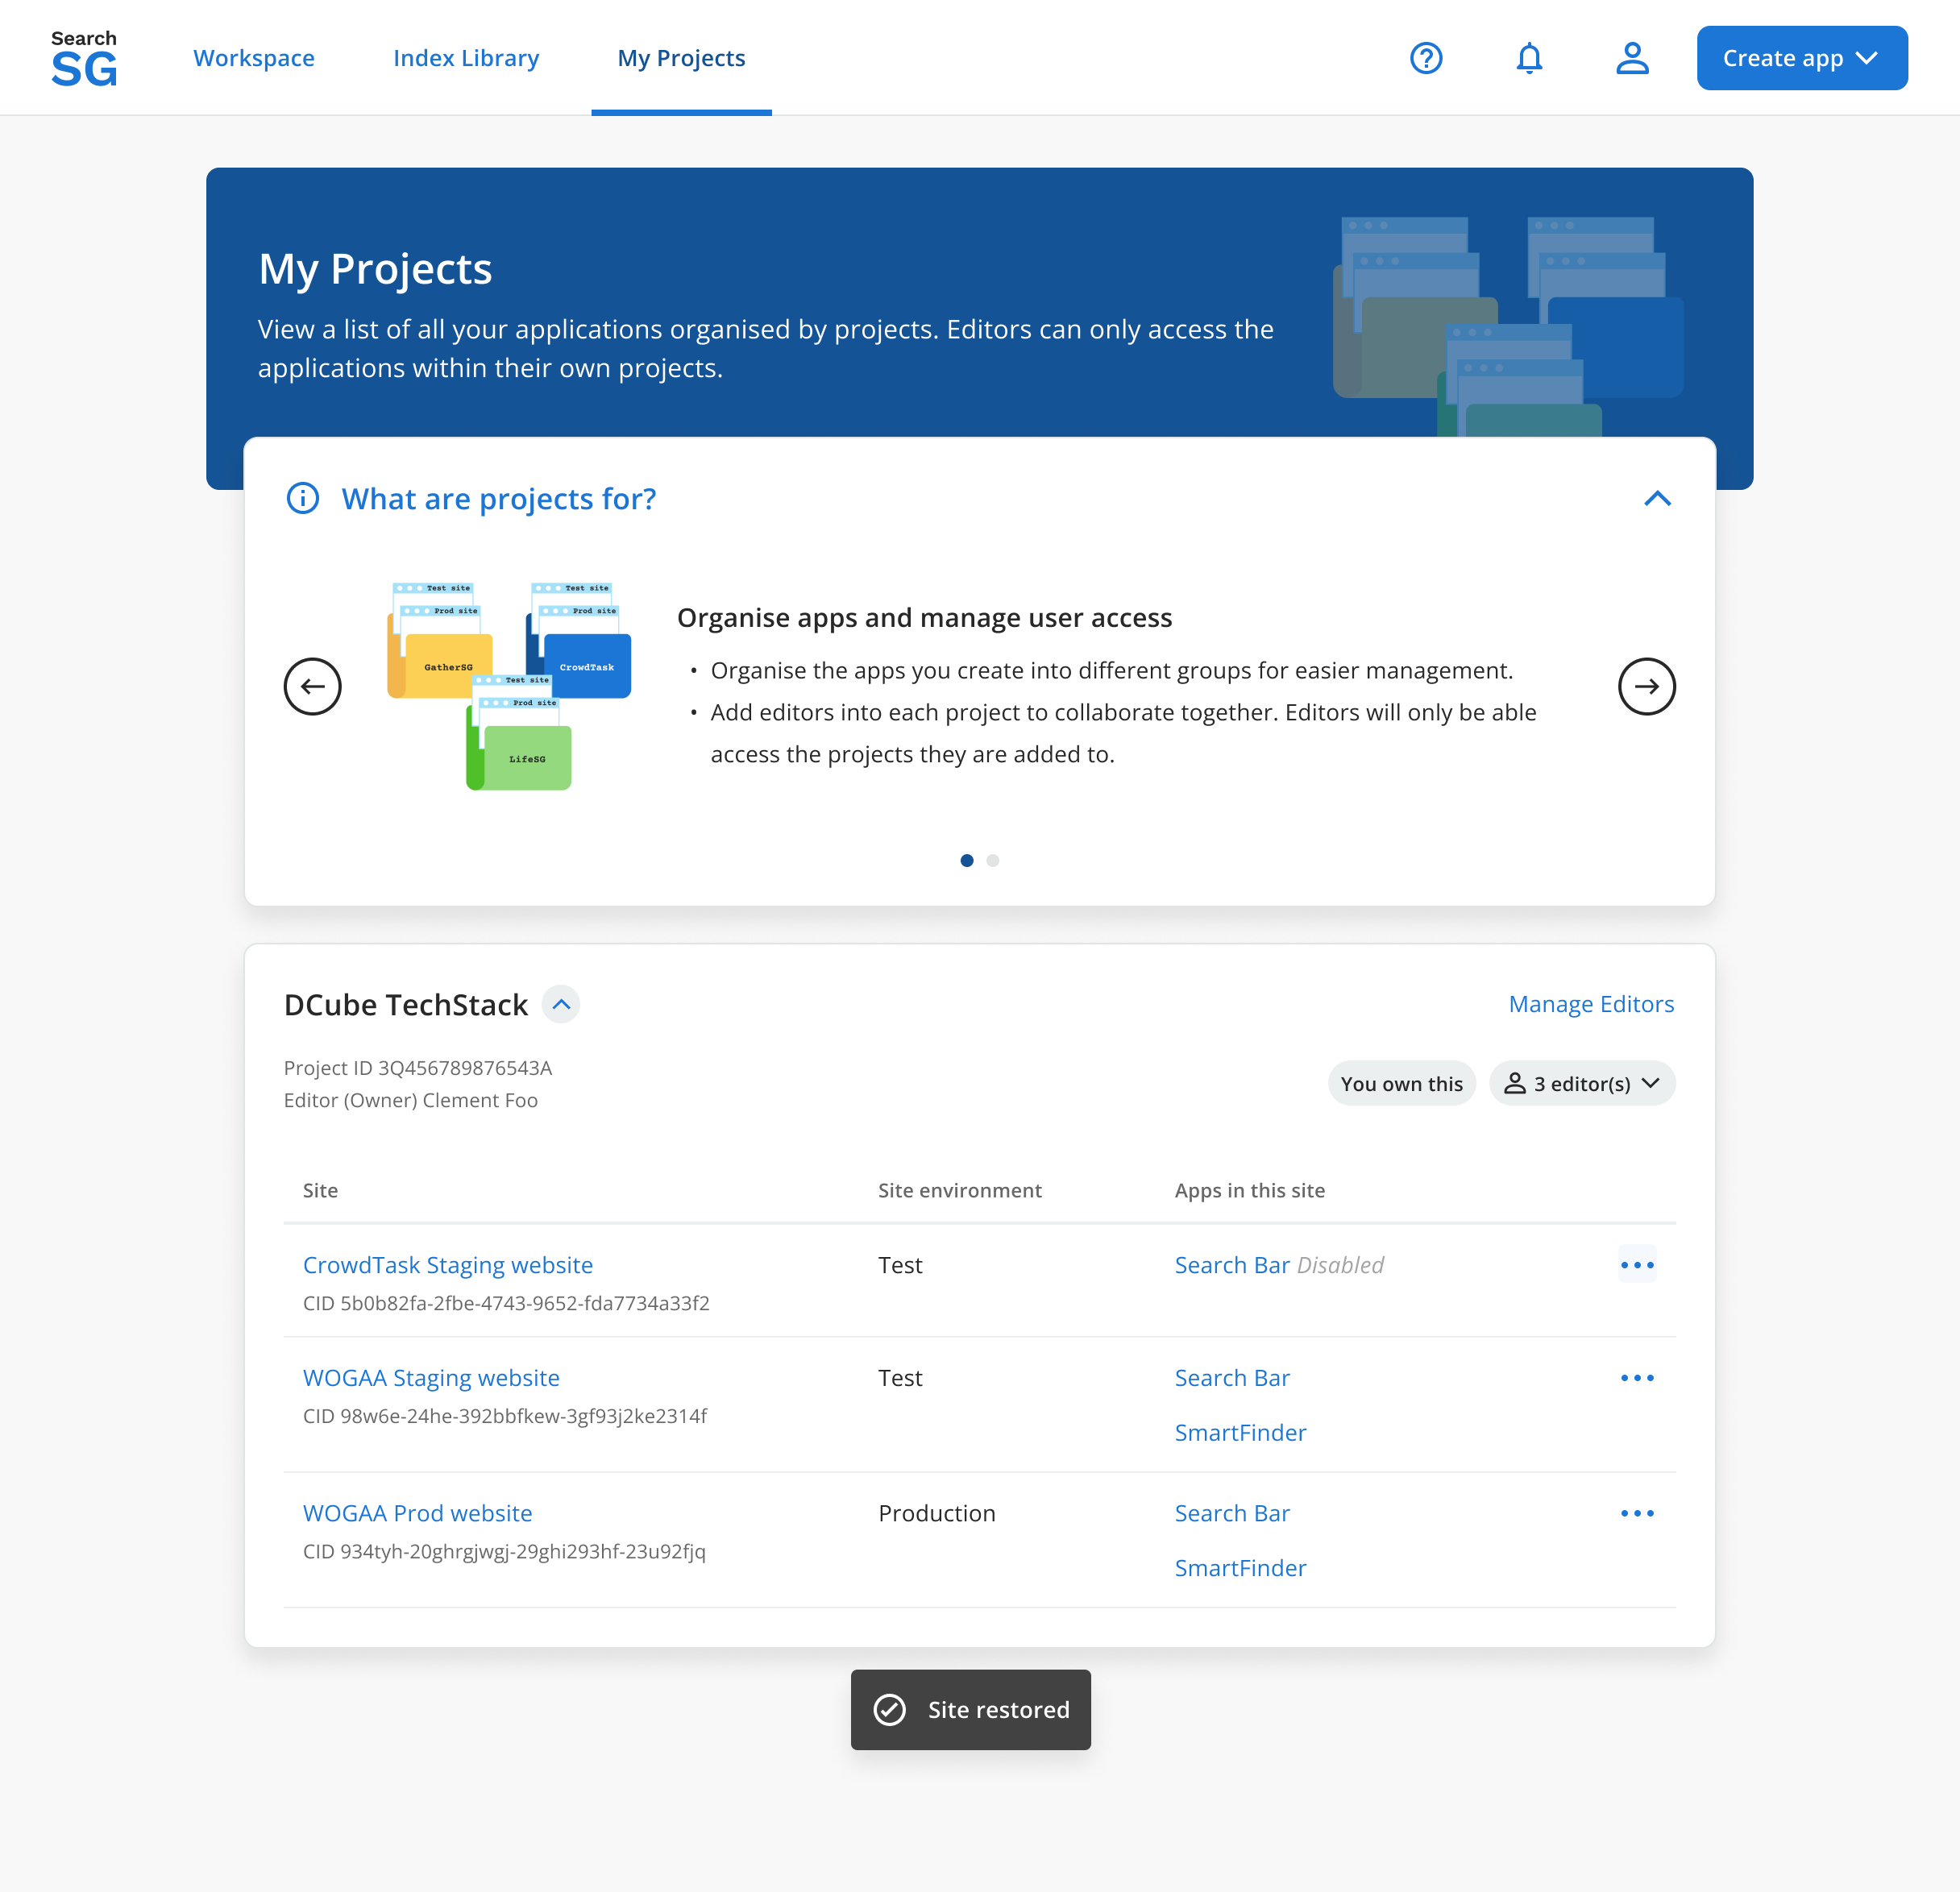 Search
SG
Workspace
Index Library
My Projects
Create app
My Projects
View a list of all your applications organised by projects. Editors can only access the
applications within their own projects.
What are projects for?
Test site
Test site
Prod site
Prod site
GatherSG
CrowdTask
Test site
Prod site
LifeSG
Organise apps and manage user access
• Organise the apps you create into different groups for easier management.
• Add editors into each project to collaborate together. Editors will only be able
access the projects they are added to.
DCube TechStack
Manage Editors
Project ID 3Q456789876543A
Editor (Owner) Clement Foo
You own this
3 editor(s)
Site
Site environment
Apps in this site
CrowdTask Staging website
Test
Search Bar Disabled
CID 5b0b82fa-2fbe-4743-9652-fda7734a33f2
WOGAA Staging website
Test
Search Bar
CID 98w6e-24he-392bbfkew-3gf93j2ke2314f
SmartFinder
WOGAA Prod website
Production
Search Bar
CID 934tyh-20ghrgjwgj-29ghi293hf-23u92fjq
SmartFinder
Site restored